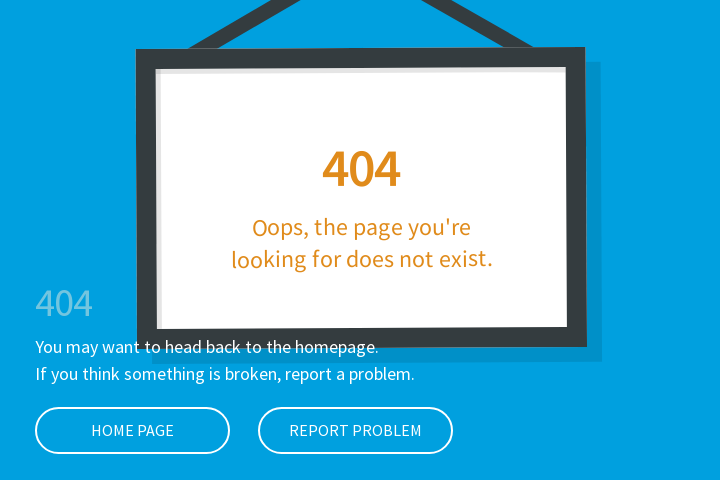 404
Oops, the page you're
looking for does not exist.
404
You may want to head back to the homepage.
If you think something is broken, report a problem.
HOME PAGE
REPORT PROBLEM